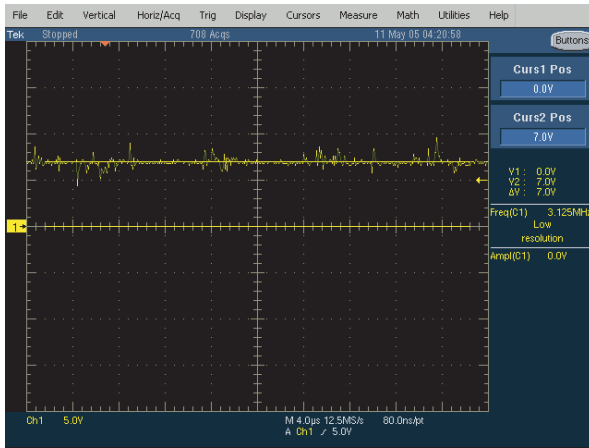 File Edit Vertical Horiz/Acq Trig Display Cursors Measure Math Utilities Help
Tek Stopped 708 Acqs 11 May 05 04:20:58
Buttons
Curs1 Pos
0.0V
Curs2 Pos
7.0V
V1: 0.0V
V2: 7.0V
ΔV: 7.0V
Freq(C1) 3.125MHz
Low
resolution
Ampl(C1) 0.0V
1
Ch1 5.0V M 4.0µs 12.5MS/s 80.0ns/pt
A Ch1 5.0V